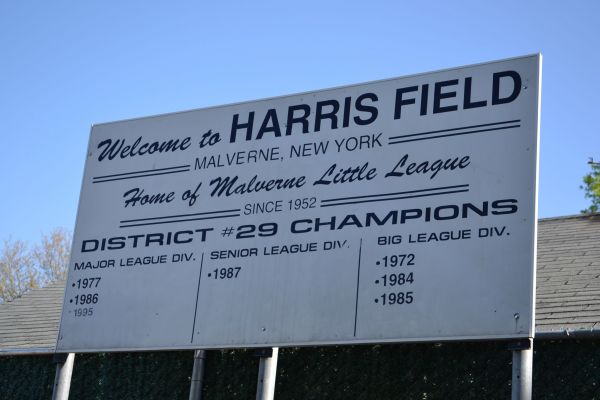 Welcome to HARRIS FIELD
MALVERNE, NEW YORK
Home of Malverne Little League
SINCE 1952
DISTRICT #29 CHAMPIONS
MAJOR LEAGUE DIV.
•1977
•1986
1995
SENIOR LEAGUE DIV.
•1987
BIG LEAGUE DIV.
•1972
•1984
•1985